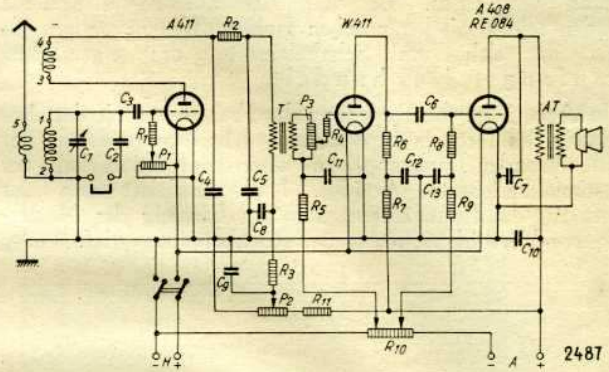 A411
W411
A408
RE084
4
R2
3
C3
T
P3
C6
AT
5
1
R1
R4
R6
R8
C1
C2
P1
2
C4
C5
C11
C12
C13
C7
C8
R5
R7
R9
C10
C9
R3
P2
R11
R10
- H +
- A +
2487